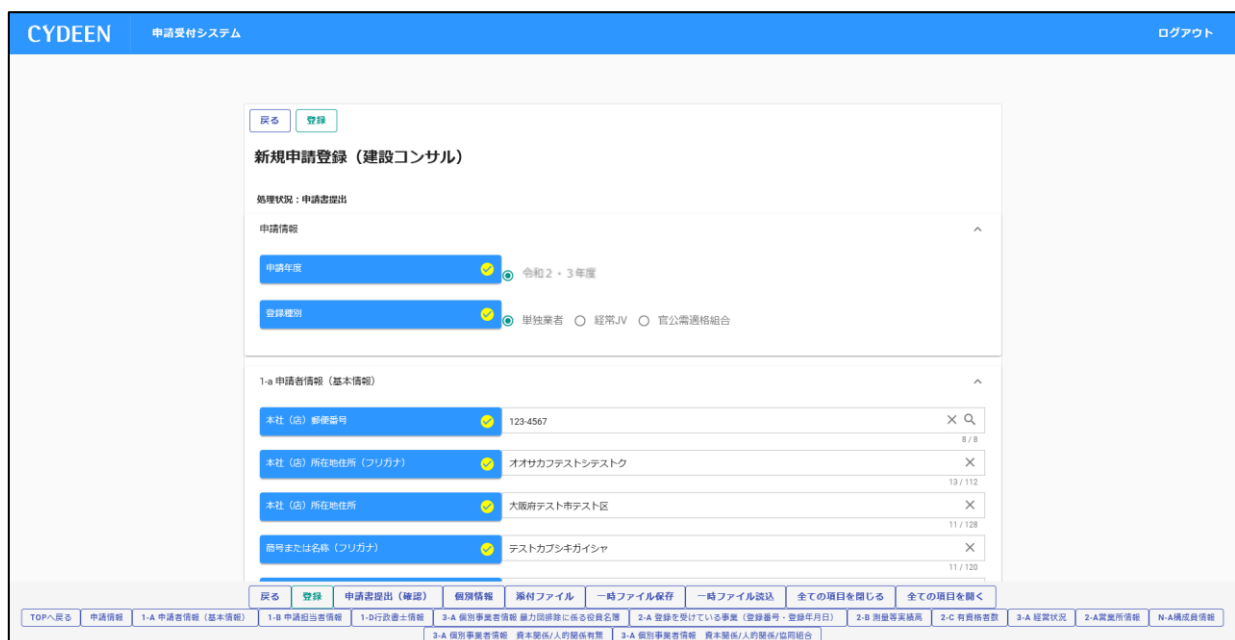 CYDEEN 申請受付システム ログアウト
戻る 登録
新規申請登録（建設コンサル）
処理状況：申請書提出
申請情報
申請年度 令和２・３年度
登録種別 単独業者 経常JV 官公需適格組合
1-a 申請者情報（基本情報）
本社（店）郵便番号 123-4567
8 / 8
本社（店）所在地住所（フリガナ） オオサカフテストシテストク
13 / 112
本社（店）所在地住所 大阪府テスト市テスト区
11 / 128
商号または名称（フリガナ） テストカブシキガイシャ
11 / 120
戻る 登録 申請書提出（確認） 個別情報 添付ファイル 一時ファイル保存 一時ファイル読込 全ての項目を閉じる 全ての項目を開く
TOPへ戻る 申請情報 1-A 申請者情報（基本情報） 1-B 申請担当者情報 1-D行政書士情報 3-A 個別事業者情報 暴力団排除に係る役員名簿 2-A 登録を受けている事業（登録番号・登録年月日） 2-B 測量等実績高 2-C 有資格者数 3-A 経営状況 2-A営業所情報 N-A構成員情報
3-A 個別事業者情報 資本関係/人的関係有無 3-A 個別事業者情報 資本関係/人的関係/協同組合